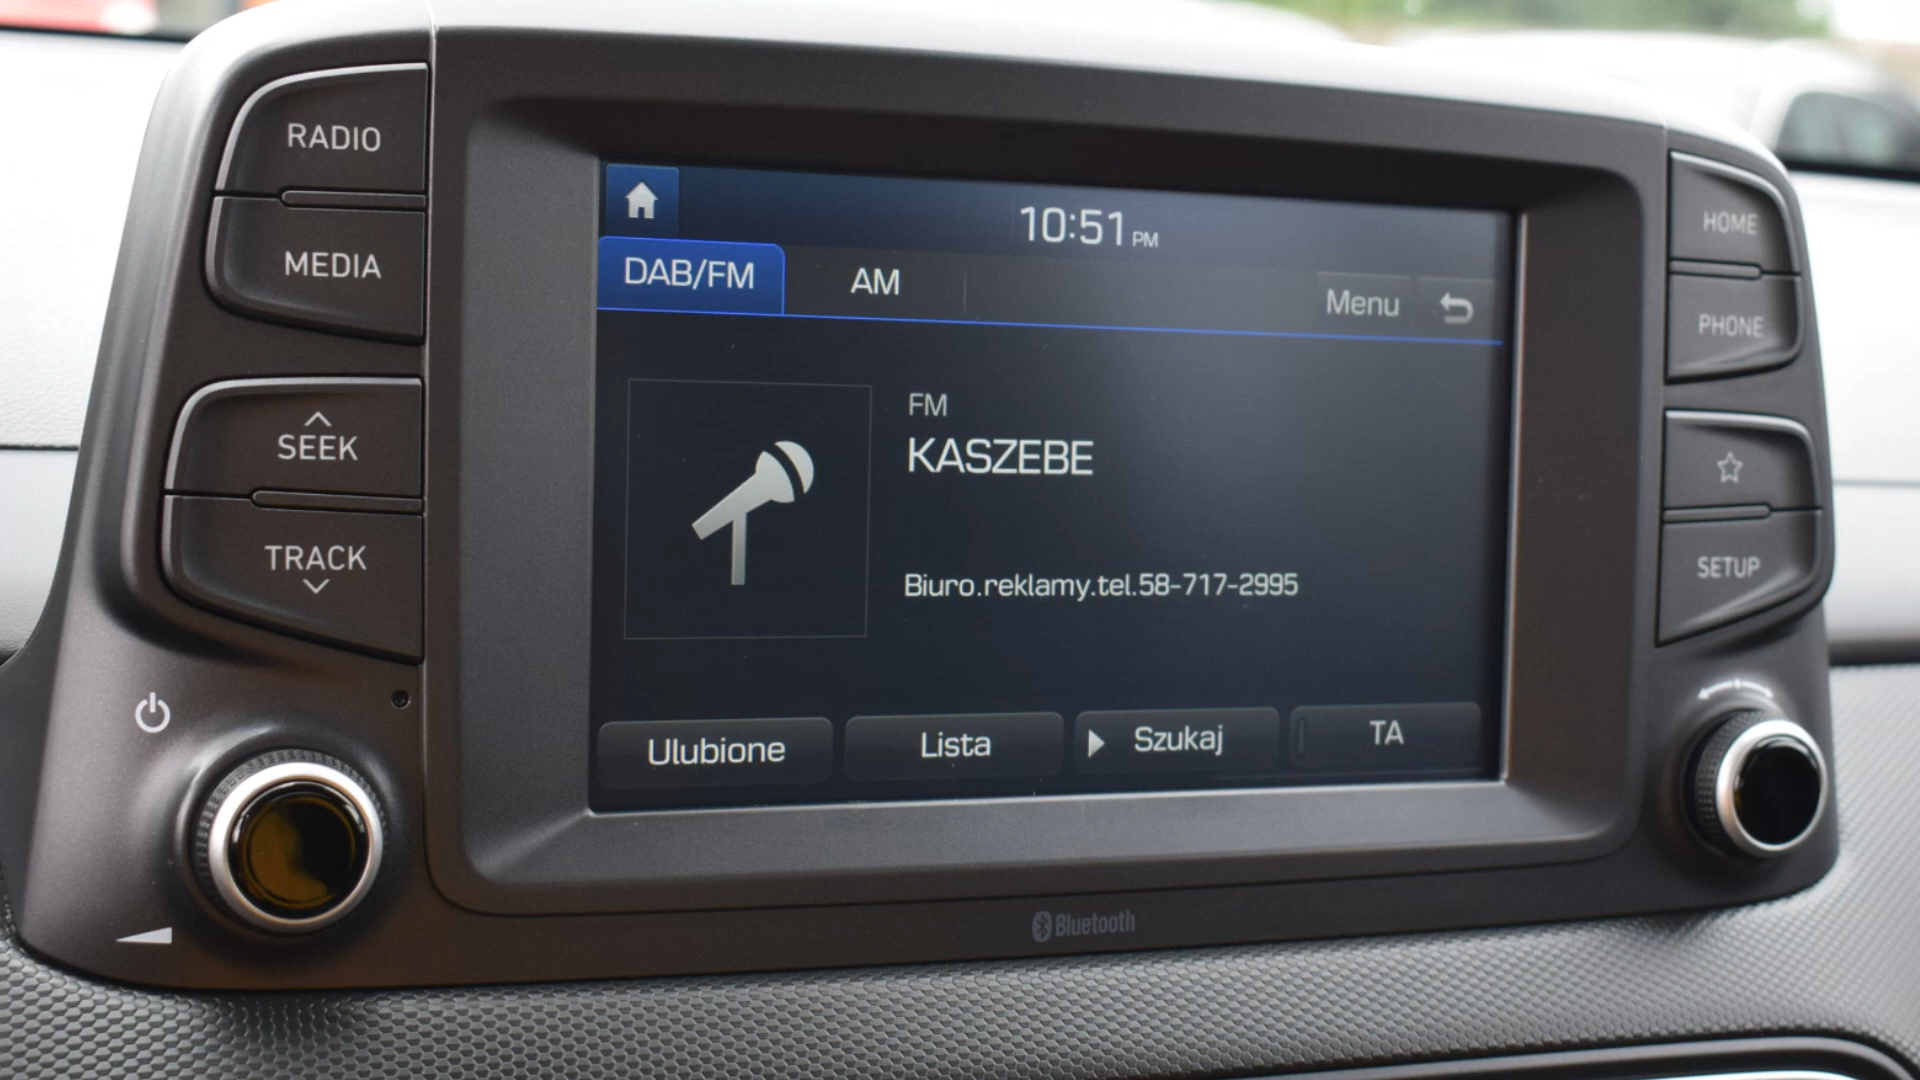 RADIO
MEDIA
SEEK
TRACK
10:51 PM
DAB/FM
AM
Menu
FM
KASZEBE
Biuro.reklamy.tel.58-717-2995
Ulubione
Lista
Szukaj
TA
HOME
PHONE
SETUP
Bluetooth